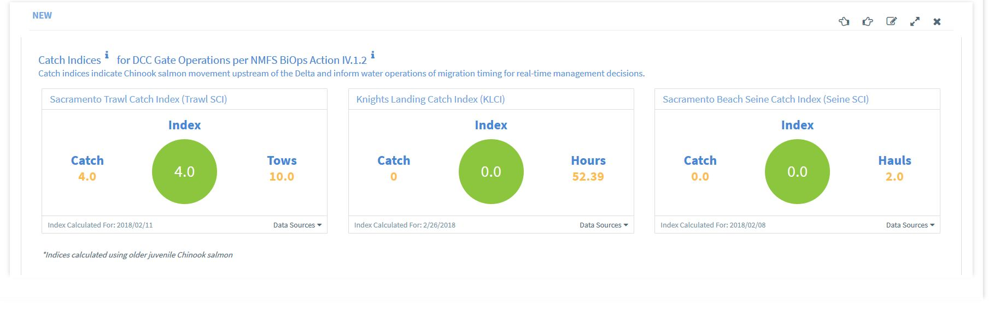 NEW
Catch Indices i for DCC Gate Operations per NMFS BiOps Action IV.1.2 i
Catch indices indicate Chinook salmon movement upstream of the Delta and inform water operations of migration timing for real-time management decisions.
Sacramento Trawl Catch Index (Trawl SCI)
Index
Catch
4.0
4.0
Tows
10.0
Index Calculated For: 2018/02/11
Data Sources
Knights Landing Catch Index (KLCI)
Index
Catch
0
0.0
Hours
52.39
Index Calculated For: 2/26/2018
Data Sources
Sacramento Beach Seine Catch Index (Seine SCI)
Index
Catch
0.0
0.0
Hauls
2.0
Index Calculated For: 2018/02/08
Data Sources
*Indices calculated using older juvenile Chinook salmon